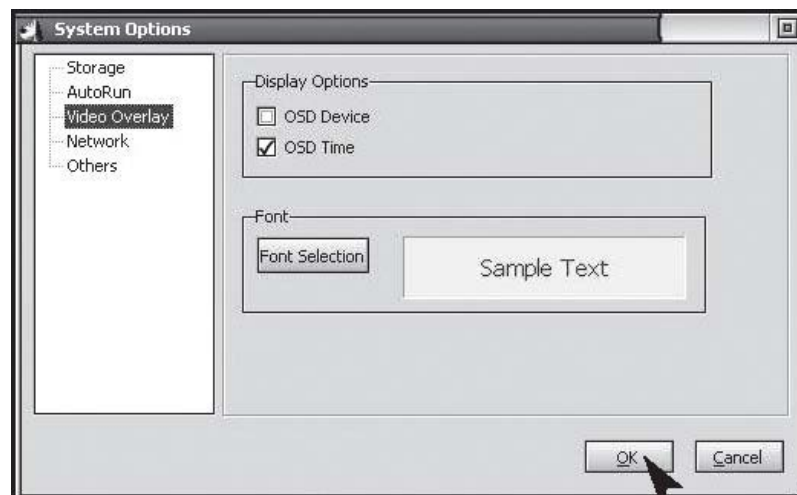 System Options
Storage
AutoRun
Video Overlay
Network
Others
Display Options
OSD Device
OSD Time
Font
Font Selection
Sample Text
OK
Cancel